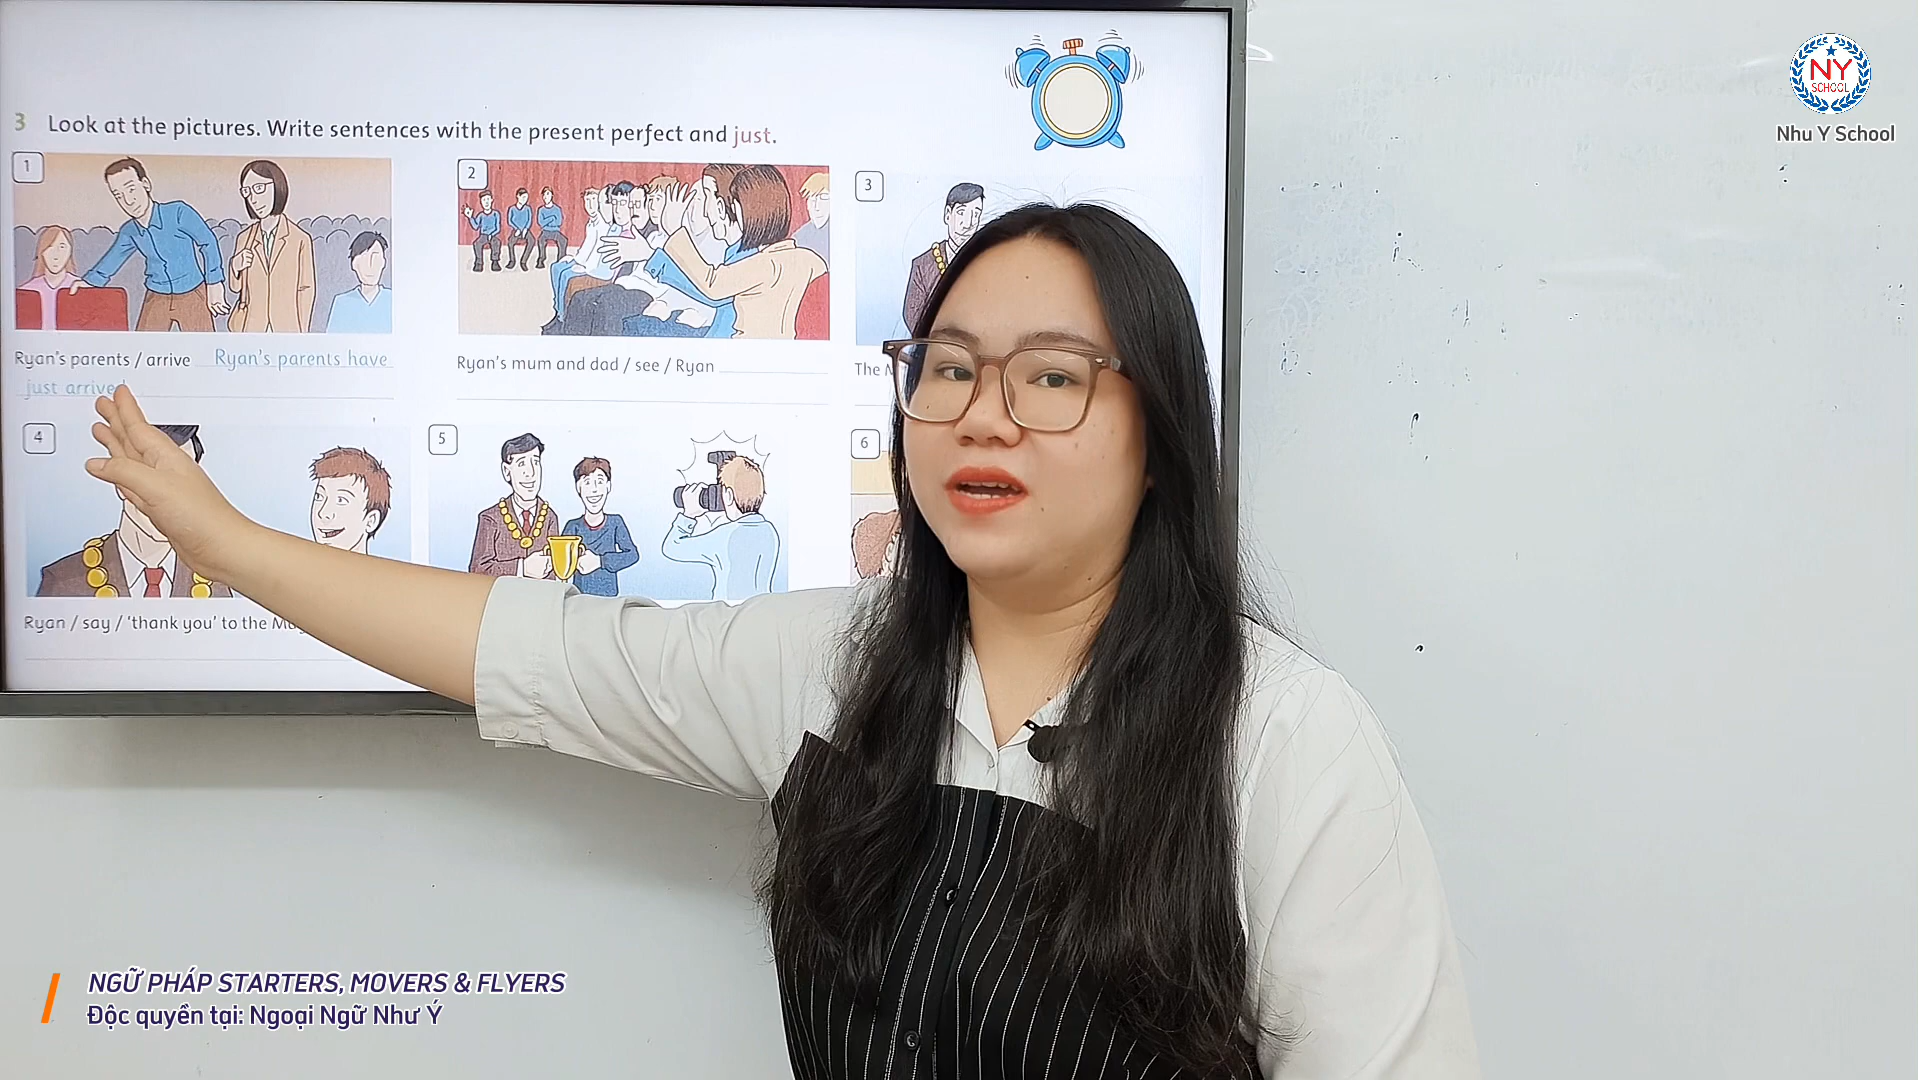 3 Look at the pictures. Write sentences with the present perfect and just.
1
2
3
Ryan's parents / arrive Ryan's parents have
just arrived
Ryan's mum and dad / see / Ryan
The
4
5
6
Ryan / say / 'thank you' to the
NY
SCHOOL
Nhu Y School
NGỮ PHÁP STARTERS, MOVERS & FLYERS
Độc quyền tại: Ngoại Ngữ Như Ý